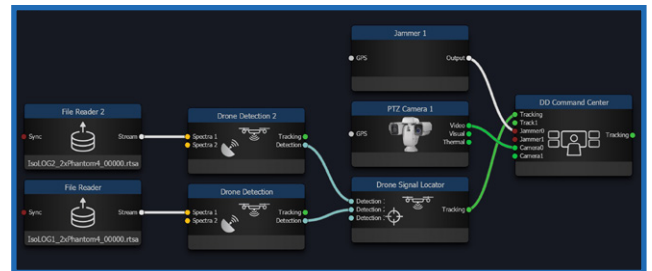 Jammer 1
GPS
Output
File Reader 2
Sync
Stream
IsoLOG2_2xPhantom4_00000.rtsa
Drone Detection 2
Spectra 1
Spectra 2
Tracking
Detection
PTZ Camera 1
GPS
Video
Visual
Thermal
DD Command Center
Tracking
Track1
Jammer0
Jammer1
Camera0
Camera1
Tracking
File Reader
Sync
Stream
IsoLOG1_2xPhantom4_00000.rtsa
Drone Detection
Spectra 1
Spectra 2
Tracking
Detection
Drone Signal Locator
Detection
Detection
Detection
Tracking